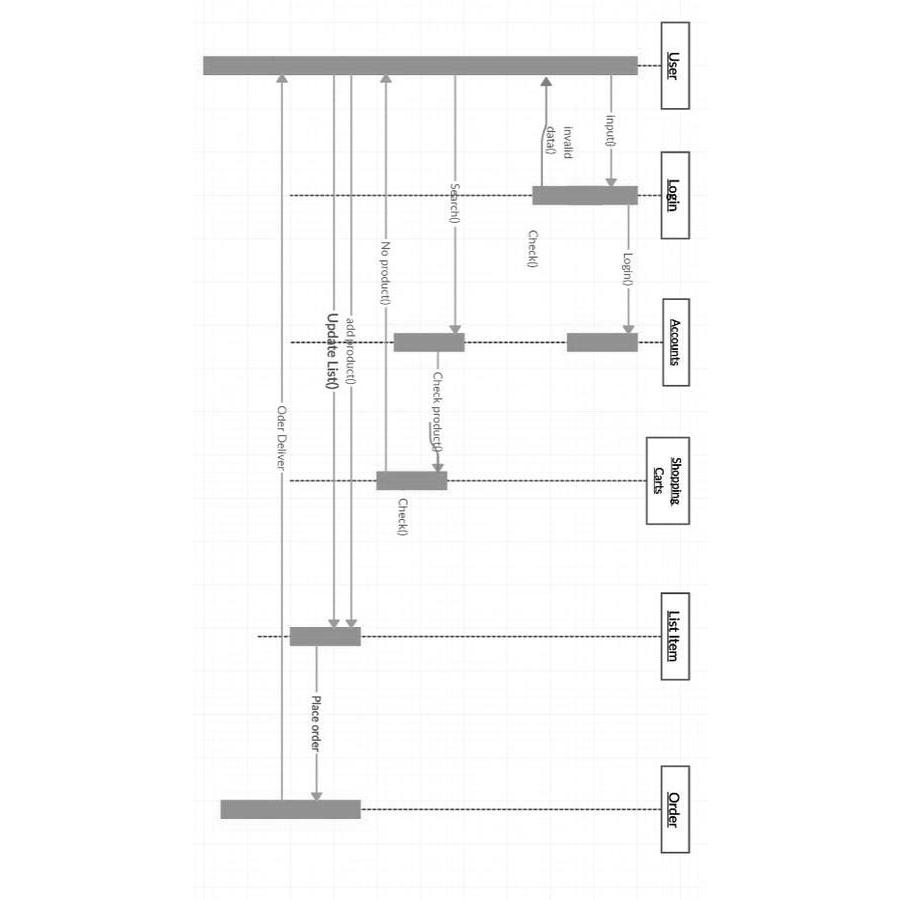 User
Login
Accounts
Shopping
Carts
List Item
Order
input()
Login()
invalid
data()
Check()
Search()
Check product()
Check()
No product()
add product()
Update List()
Place order
Oder Deliver